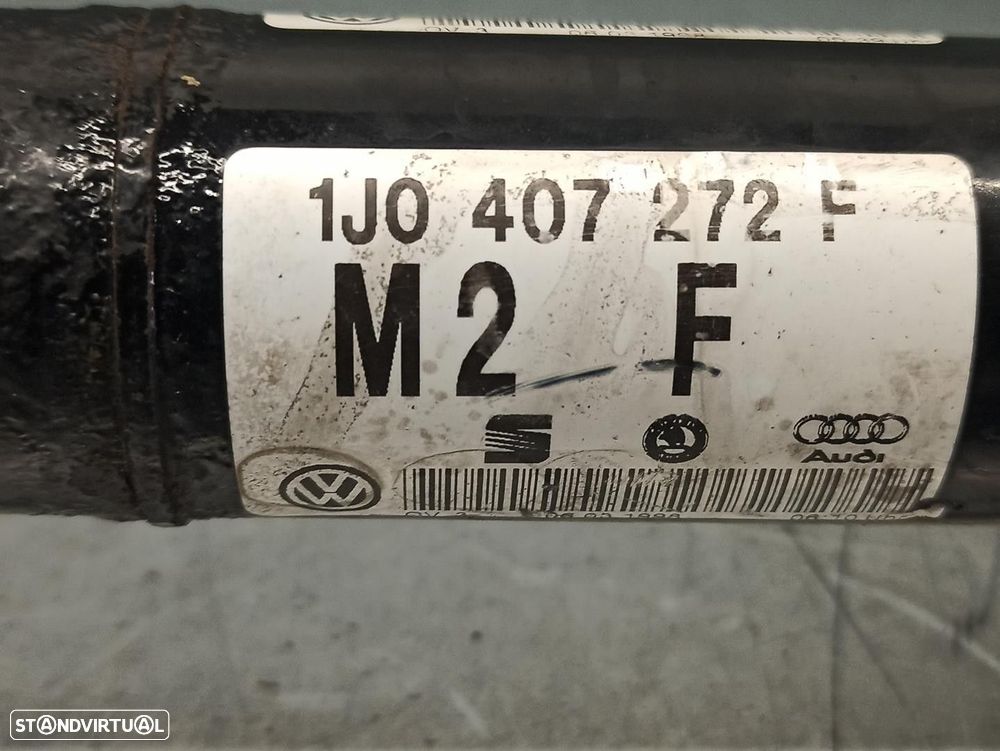 1J0 407 272 F
M2 F
Audi
STANDVIRTUAL